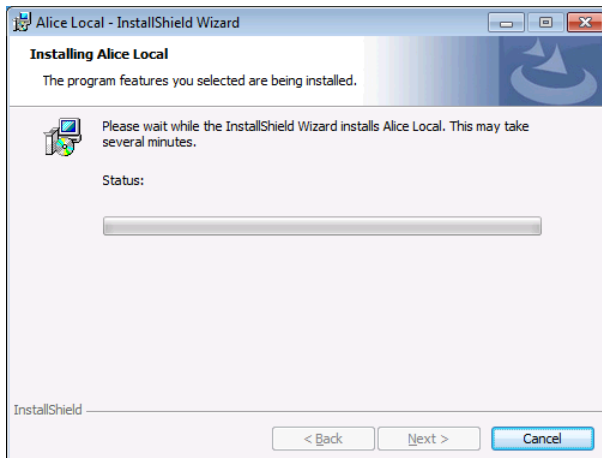 Alice Local - InstallShield Wizard
Installing Alice Local
The program features you selected are being installed.
Please wait while the InstallShield Wizard installs Alice Local. This may take
several minutes.
Status:
InstallShield
< Back Next > Cancel